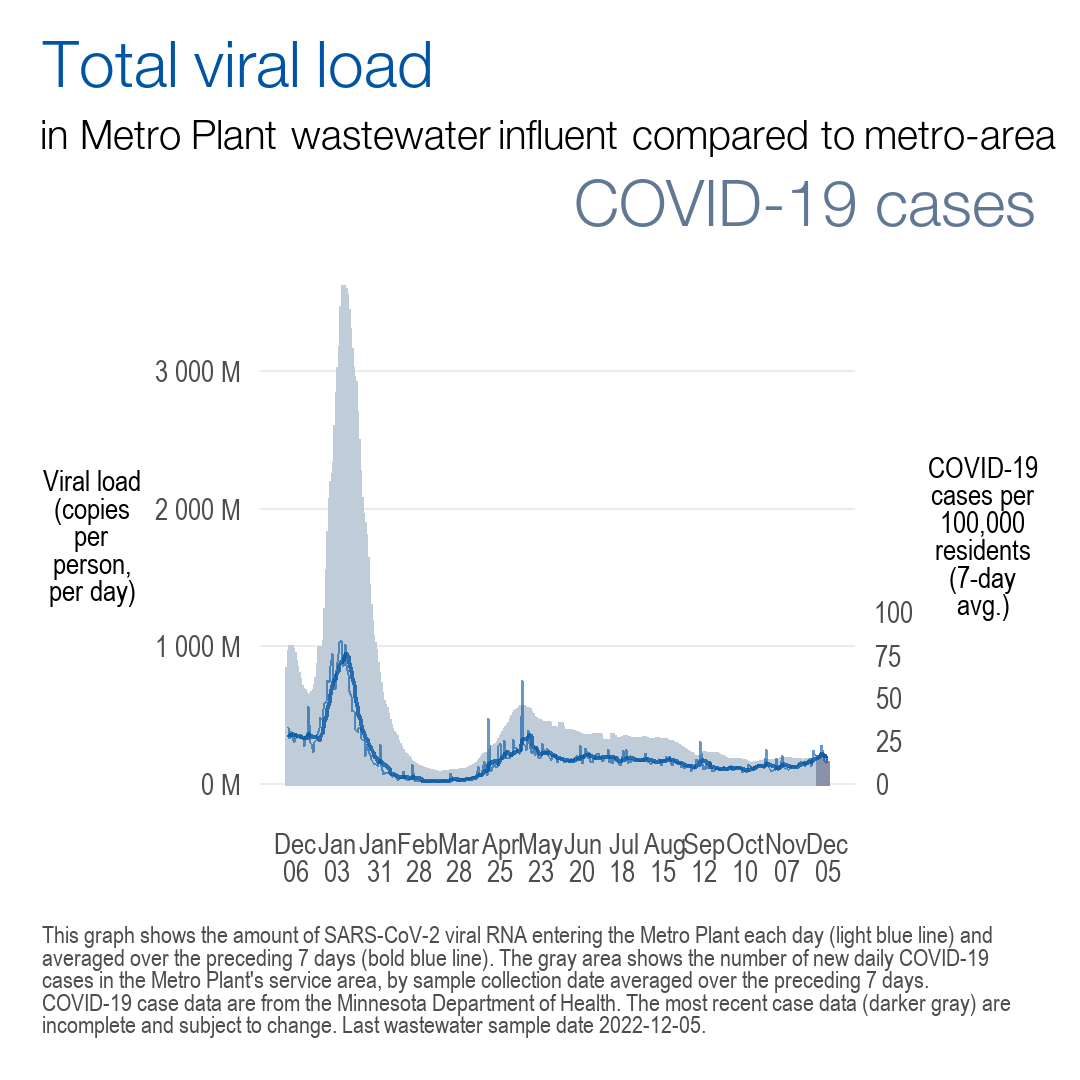 Total viral load
in Metro Plant wastewater influent compared to metro-area
COVID-19 cases
3 000 M
2 000 M
1 000 M
0 M
Viral load
(copies
per
person,
per day)
COVID-19
cases per
100,000
residents
(7-day
avg.)
100
75
50
25
0
Dec Jan Jan Feb Mar Apr May Jun Jul Aug Sep Oct Nov Dec
06 03 31 28 28 25 23 20 18 15 12 10 07 05
This graph shows the amount of SARS-CoV-2 viral RNA entering the Metro Plant each day (light blue line) and
averaged over the preceding 7 days (bold blue line). The gray area shows the number of new daily COVID-19
cases in the Metro Plant's service area, by sample collection date averaged over the preceding 7 days.
COVID-19 case data are from the Minnesota Department of Health. The most recent case data (darker gray) are
incomplete and subject to change. Last wastewater sample date 2022-12-05.